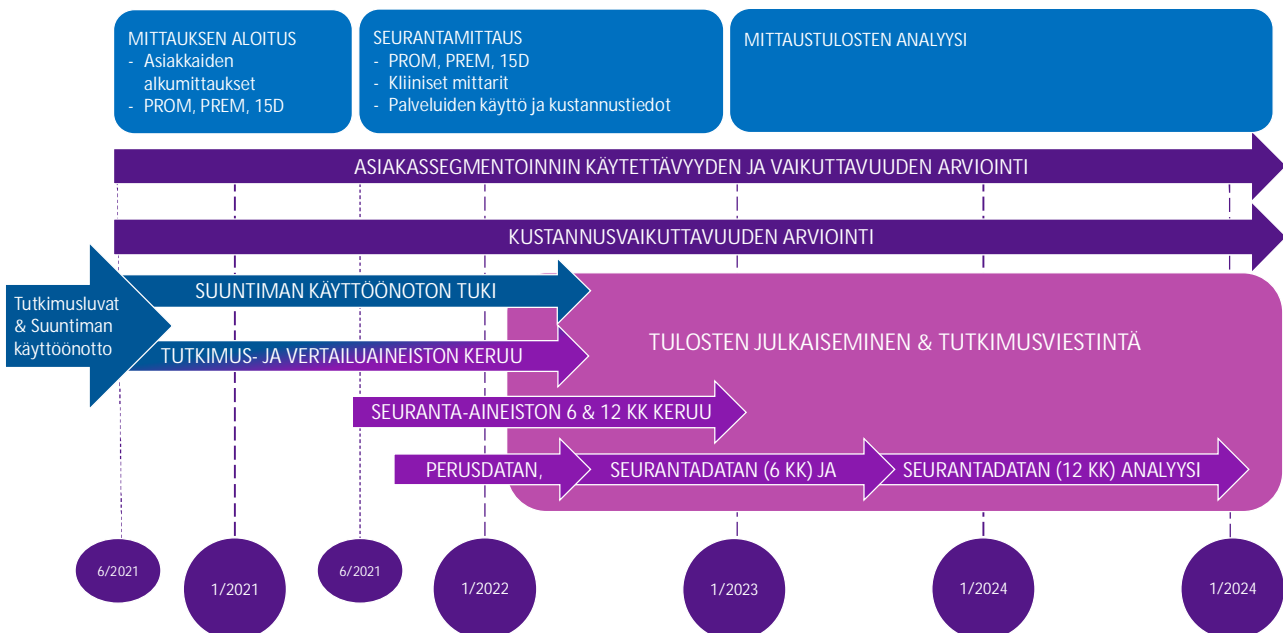 MITTAUKSEN ALOITUS
- Asiakkaiden
alkumittaukset
- PROM, PREM, 15D
SEURANTAMITTAUS
- PROM, PREM, 15D
- Kliiniset mittarit
- Palveluiden käyttö ja kustannustiedot
MITTAUSTULOSTEN ANALYYSI
ASIAKASSEGMENTOINNIN KÄYTETTÄVYYDEN JA VAIKUTTAVUUDEN ARVIOINTI
KUSTANNUSVAIKUTTAVUUDEN ARVIOINTI
Tutkimusluvat
& Suuntiman
käyttöönotto
SUUNTIMAN KÄYTTÖÖNOTON TUKI
TUTKIMUS- JA VERTAILUAINEISTON KERUU
TULOSTEN JULKAISEMINEN & TUTKIMUSVIESTINTÄ
SEURANTA-AINEISTON 6 & 12 KK KERUU
PERUSDATAN,
SEURANTADATAN (6 KK) JA
SEURANTADATAN (12 KK) ANALYYSI
6/2021
1/2021
6/2021
1/2022
1/2023
1/2024
1/2024